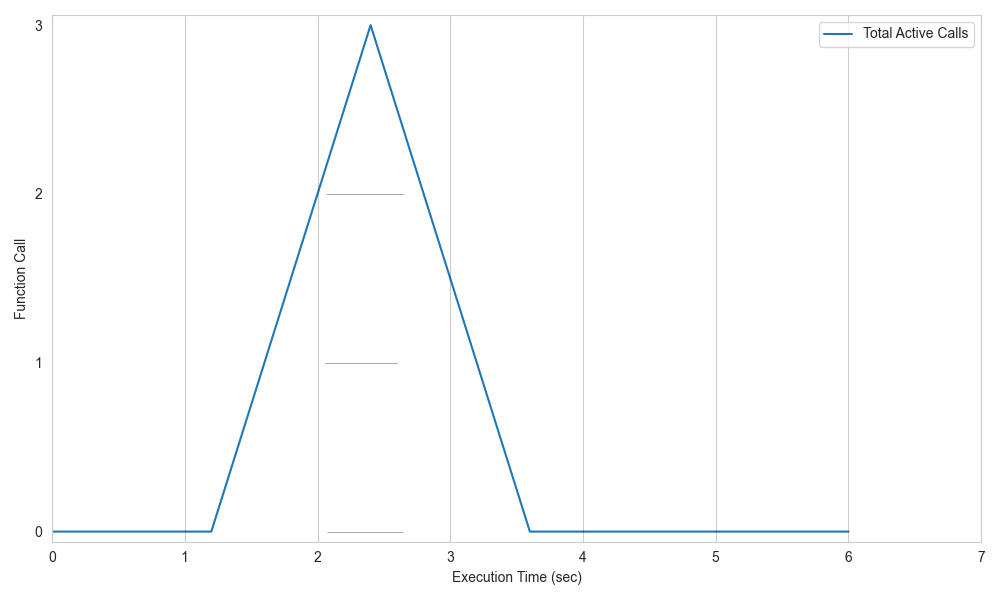 Total Active Calls
3
2
1
0
Function Call
0 1 2 3 4 5 6 7
Execution Time (sec)